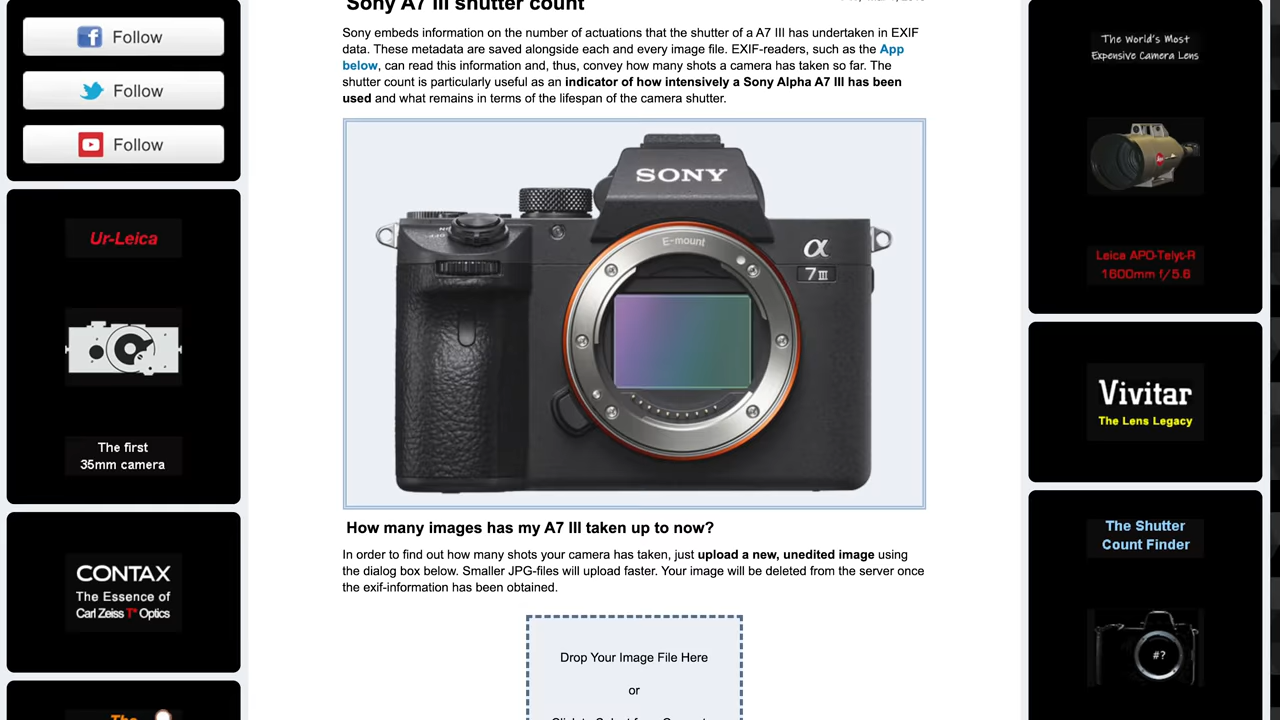 Follow
Follow
Follow
Ur-Leica
The first
35mm camera
CONTAX
The Essence of
Carl Zeiss T* Optics
The
Sony A7 III shutter count
Sony embeds information on the number of actuations that the shutter of a A7 III has undertaken in EXIF
data. These metadata are saved alongside each and every image file. EXIF-readers, such as the App
below, can read this information and, thus, convey how many shots a camera has taken so far. The
shutter count is particularly useful as an indicator of how intensively a Sony Alpha A7 III has been
used and what remains in terms of the lifespan of the camera shutter.
SONY
E-mount
α
7III
How many images has my A7 III taken up to now?
In order to find out how many shots your camera has taken, just upload a new, unedited image using
the dialog box below. Smaller JPG-files will upload faster. Your image will be deleted from the server once
the exif-information has been obtained.
Drop Your Image File Here
or
The World's Most
Expensive Camera Lens
Leica APO-Telyt-R
1600mm f/5.6
Vivitar
The Lens Legacy
The Shutter
Count Finder
#?